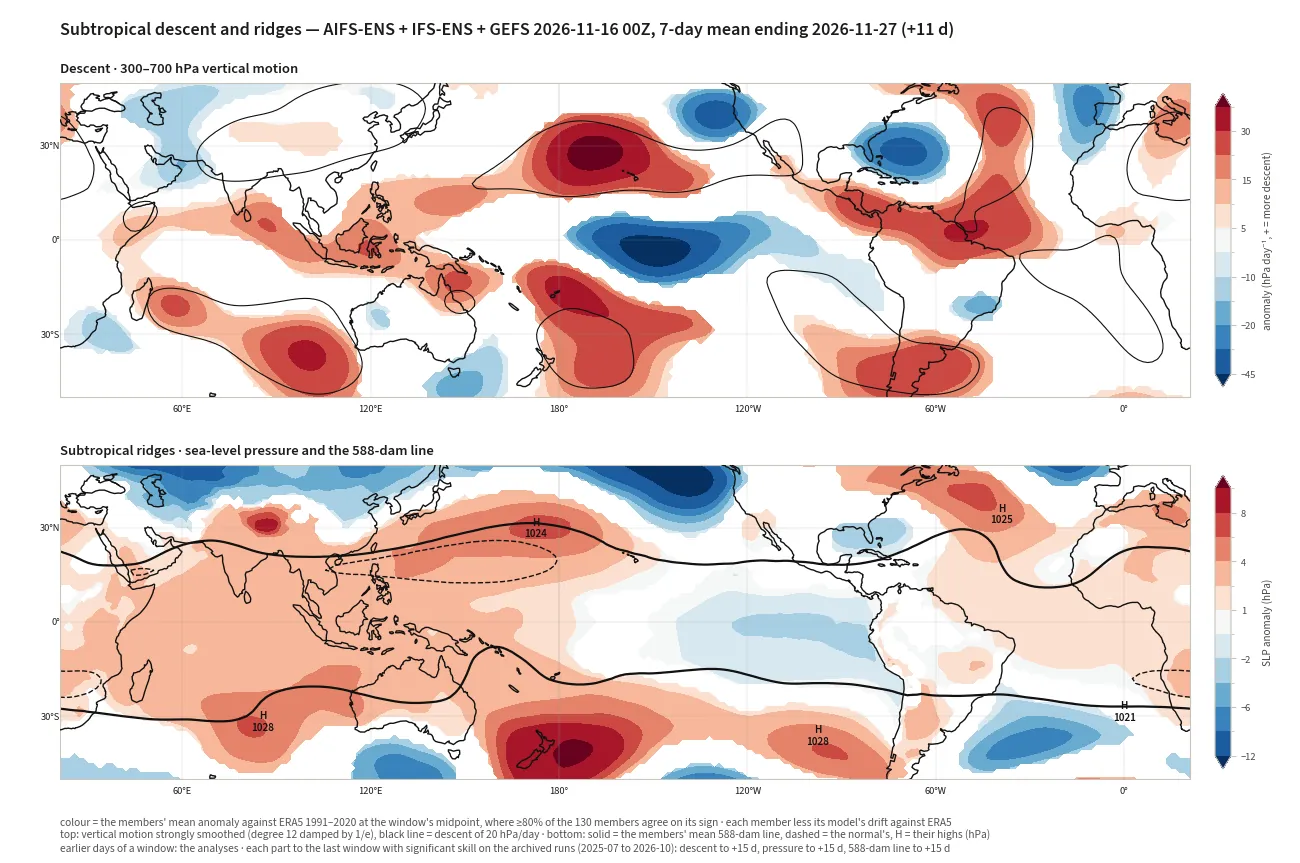 Subtropical descent and ridges — AIFS-ENS + IFS-ENS + GEFS 2026-11-16 00Z, 7-day mean ending 2026-11-27 (+11 d)
Descent · 300–700 hPa vertical motion
30°N
0°
30°S
60°E
120°E
180°
120°W
60°W
0°
30
15
5
−10
−20
−45
anomaly (hPa day⁻¹, + = more descent)
Subtropical ridges · sea-level pressure and the 588-dam line
30°N
0°
30°S
H
1024
H
1025
H
1028
H
1028
H
1021
60°E
120°E
180°
120°W
60°W
0°
8
4
1
−2
−6
−12
SLP anomaly (hPa)
colour = the members' mean anomaly against ERA5 1991–2020 at the window's midpoint, where ≥80% of the 130 members agree on its sign · each member less its model's drift against ERA5
top: vertical motion strongly smoothed (degree 12 damped by 1/e), black line = descent of 20 hPa/day · bottom: solid = the members' mean 588-dam line, dashed = the normal's, H = their highs (hPa)
earlier days of a window: the analyses · each part to the last window with significant skill on the archived runs (2025-07 to 2026-10): descent to +15 d, pressure to +15 d, 588-dam line to +15 d